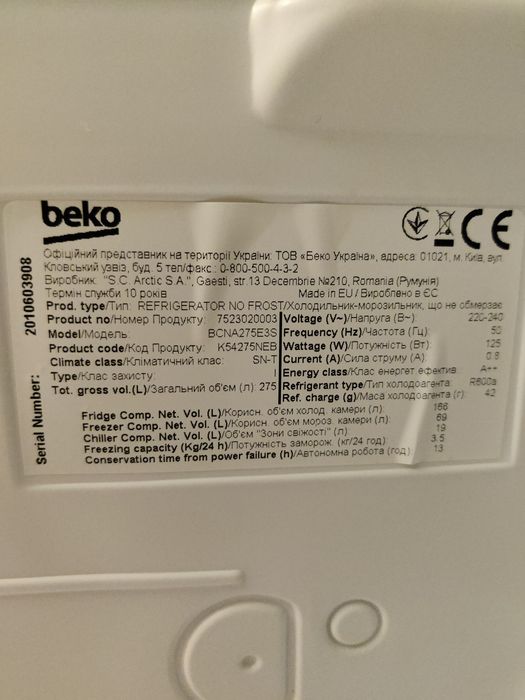 beko
Офіційний представник на території України: ТОВ «Беко Україна», адреса: 01021, м. Київ, вул.
Кловський узвіз, буд. 5 тел/факс : 0-800-500-4-3-2
Виробник: "S.C. Arctic S.A.", Gaesti, str.13 Decembrie №210, Romania (Румунія)
Термін служби 10 років Made in EU / Вироблено в ЄС
Prod. type/Тип: REFRIGERATOR NO FROST/Холодильник-морозильник, що не обмерзає
Product no/Номер Продукту: 7523020003
Model/Модель: BCNA275E3S
Product code/Код Продукту: K54275NEB
Climate class/Кліматичний клас: SN-T
Type/Клас захисту: I
Tot. gross vol.(L)/Загальний об'єм (л): 275
Voltage (V~)/Напруга (В~): 220-240
Frequency (Hz)/Частота (Гц): 50
Wattage (W)/Потужність (Вт): 125
Current (A)/Сила струму (А): 0.8
Energy class/Клас енергет ефектив.: A++
Refrigerant type/Тип холодоагента: R600a
Ref. charge (g)/Маса холодоагента (г): 42
Fridge Comp. Net. Vol. (L)/Корисн. об'єм холод. камери (л): 166
Freezer Comp. Net. Vol. (L)/Корисн. об'єм мороз. камери (л): 69
Chiller Comp. Net. Vol. (L)/Об'єм "Зони свіжості" (л): 19
Freezing capacity (Kg/24 h)/Потужність заморож. (кг/24 год): 3.5
Conservation time from power failure (h)/Автономна робота (год): 13
Serial Number: 2010603908